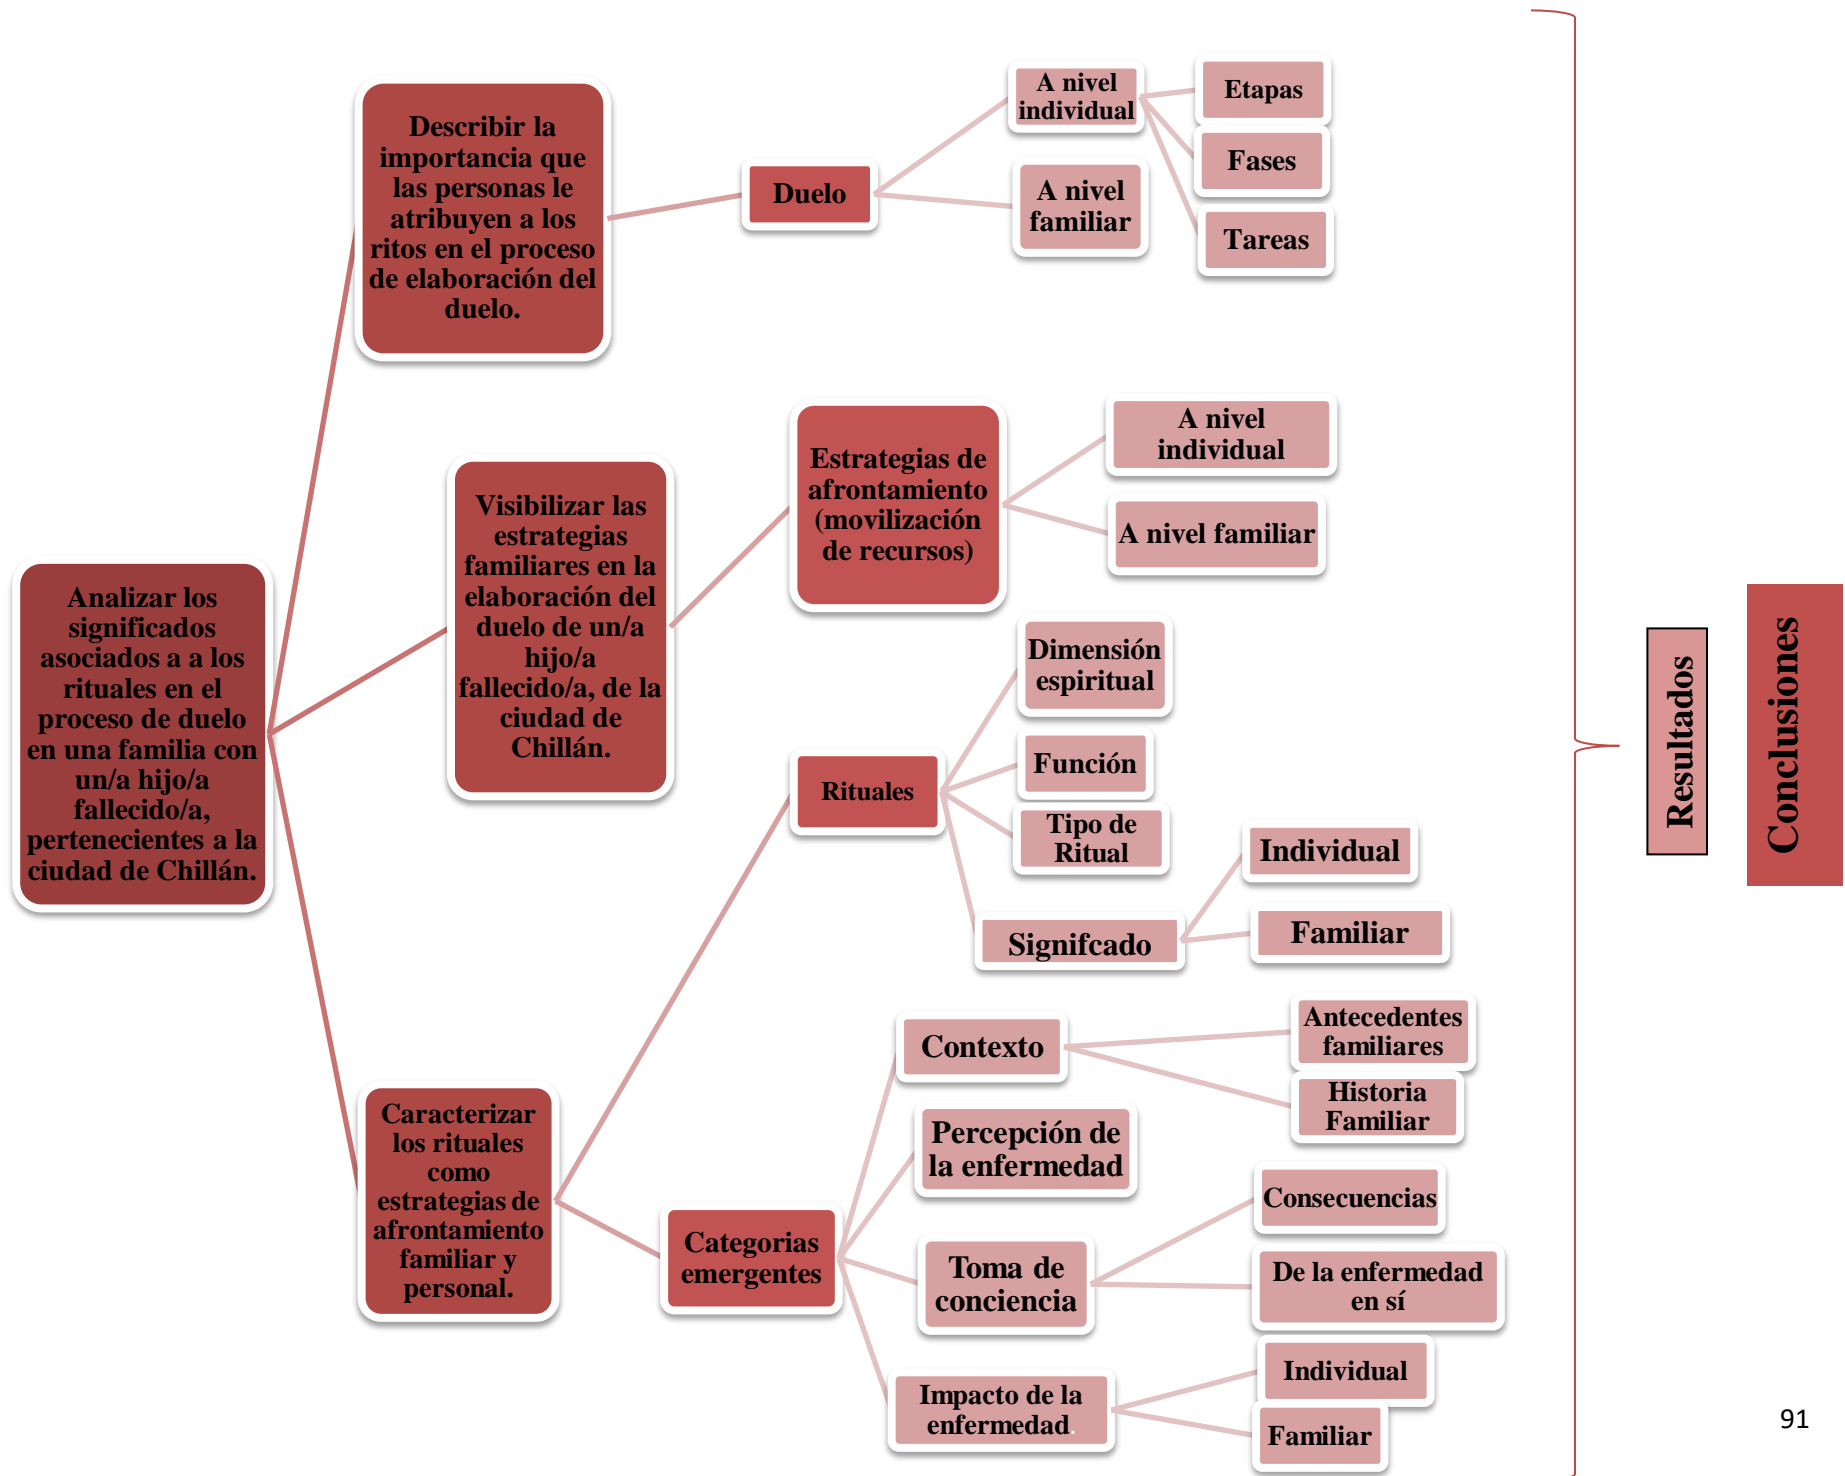 Analizar los
significados
asociados a a los
rituales en el
proceso de duelo
en una familia con
un/a hijo/a
fallecido/a,
pertenecientes a la
ciudad de Chillán.
Describir la
importancia que
las personas le
atribuyen a los
ritos en el proceso
de elaboración del
duelo.
Duelo
A nivel
individual
Etapas
Fases
Tareas
A nivel
familiar
Visibilizar las
estrategias
familiares en la
elaboración del
duelo de un/a
hijo/a
fallecido/a, de la
ciudad de
Chillán.
Estrategias de
afrontamiento
(movilización
de recursos)
A nivel
individual
A nivel familiar
Caracterizar
los rituales
como
estrategias de
afrontamiento
familiar y
personal.
Rituales
Dimensión
espiritual
Función
Tipo de
Ritual
Signifcado
Individual
Familiar
Categorias
emergentes
Contexto
Antecedentes
familiares
Historia
Familiar
Percepción de
la enfermedad
Toma de
conciencia
Consecuencias
De la enfermedad
en sí
Impacto de la
enfermedad.
Individual
Familiar
Resultados
Conclusiones
91